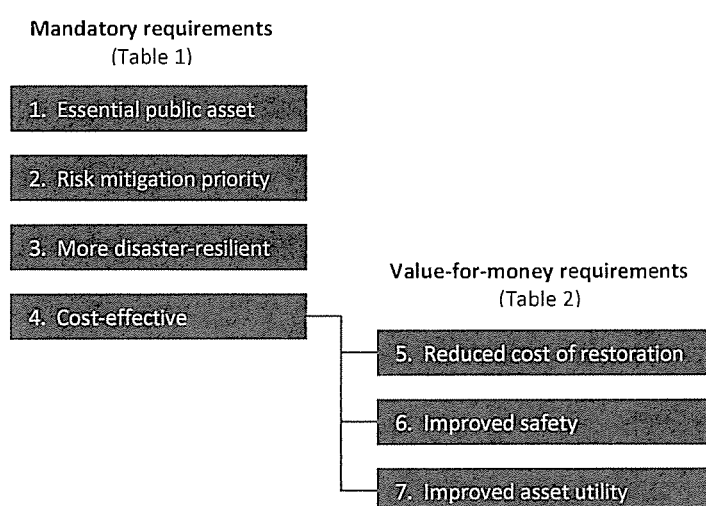 Mandatory requirements
(Table 1)
1. Essential public asset
2. Risk mitigation priority
3. More disaster-resilient
4. Cost-effective
Value-for-money requirements
(Table 2)
5. Reduced cost of restoration
6. Improved safety
7. Improved asset utility